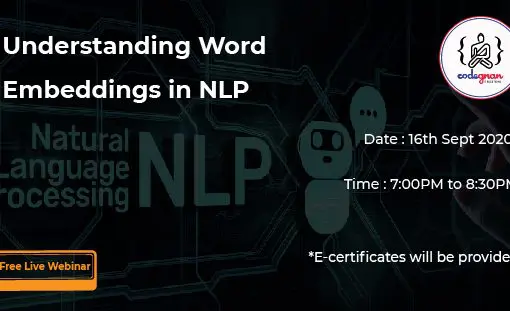 Understanding Word
Embeddings in NLP
codegnan
Natural
Language
rocessing
NLP
Date : 16th Sept 2020
Time : 7:00PM to 8:30PM
Free Live Webinar
*E-certificates will be provide